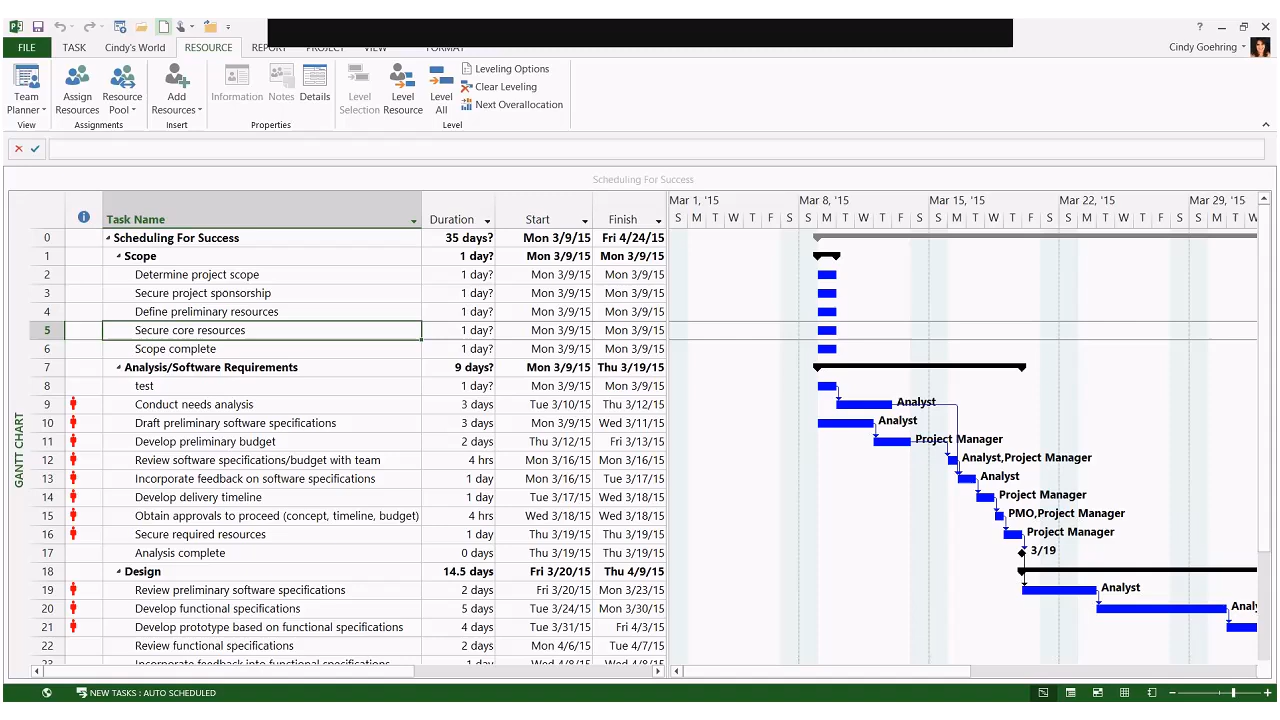 Cindy Goehring
FILE TASK Cindy's World RESOURCE
Team Planner
Assign Resources
Resource Pool
Add Resources
Information Notes Details
Level Selection
Level Resource
Level All
Leveling Options
Clear Leveling
Next Overallocation
View Assignments Insert Properties Level
Scheduling For Success
Mar 1, '15 Mar 8, '15 Mar 15, '15 Mar 22, '15 Mar 29, '15
Task Name Duration Start Finish S M T W T F S S M T W T F S S M T W T F S S M T W T F S S M T W
0 Scheduling For Success 35 days? Mon 3/9/15 Fri 4/24/15
1 Scope 1 day? Mon 3/9/15 Mon 3/9/15
2 Determine project scope 1 day? Mon 3/9/15 Mon 3/9/15
3 Secure project sponsorship 1 day? Mon 3/9/15 Mon 3/9/15
4 Define preliminary resources 1 day? Mon 3/9/15 Mon 3/9/15
5 Secure core resources 1 day? Mon 3/9/15 Mon 3/9/15
6 Scope complete 1 day? Mon 3/9/15 Mon 3/9/15
7 Analysis/Software Requirements 9 days? Mon 3/9/15 Thu 3/19/15
8 test 1 day? Mon 3/9/15 Mon 3/9/15
9 Conduct needs analysis 3 days Tue 3/10/15 Thu 3/12/15 Analyst
10 Draft preliminary software specifications 3 days Mon 3/9/15 Wed 3/11/15 Analyst
11 Develop preliminary budget 2 days Thu 3/12/15 Fri 3/13/15 Project Manager
12 Review software specifications/budget with team 4 hrs Mon 3/16/15 Mon 3/16/15 Analyst,Project Manager
13 Incorporate feedback on software specifications 1 day Mon 3/16/15 Tue 3/17/15 Analyst
14 Develop delivery timeline 1 day Tue 3/17/15 Wed 3/18/15 Project Manager
15 Obtain approvals to proceed (concept, timeline, budget) 4 hrs Wed 3/18/15 Wed 3/18/15 PMO,Project Manager
16 Secure required resources 1 day Thu 3/19/15 Thu 3/19/15 Project Manager
17 Analysis complete 0 days Thu 3/19/15 Thu 3/19/15 3/19
18 Design 14.5 days Fri 3/20/15 Thu 4/9/15
19 Review preliminary software specifications 2 days Fri 3/20/15 Mon 3/23/15 Analyst
20 Develop functional specifications 5 days Tue 3/24/15 Mon 3/30/15 Analy
21 Develop prototype based on functional specifications 4 days Tue 3/31/15 Fri 4/3/15
22 Review functional specifications 2 days Mon 4/6/15 Tue 4/7/15
23 Incorporate feedback into functional specifications 1 day Wed 4/8/15 Wed 4/8/15
GANTT CHART
NEW TASKS : AUTO SCHEDULED